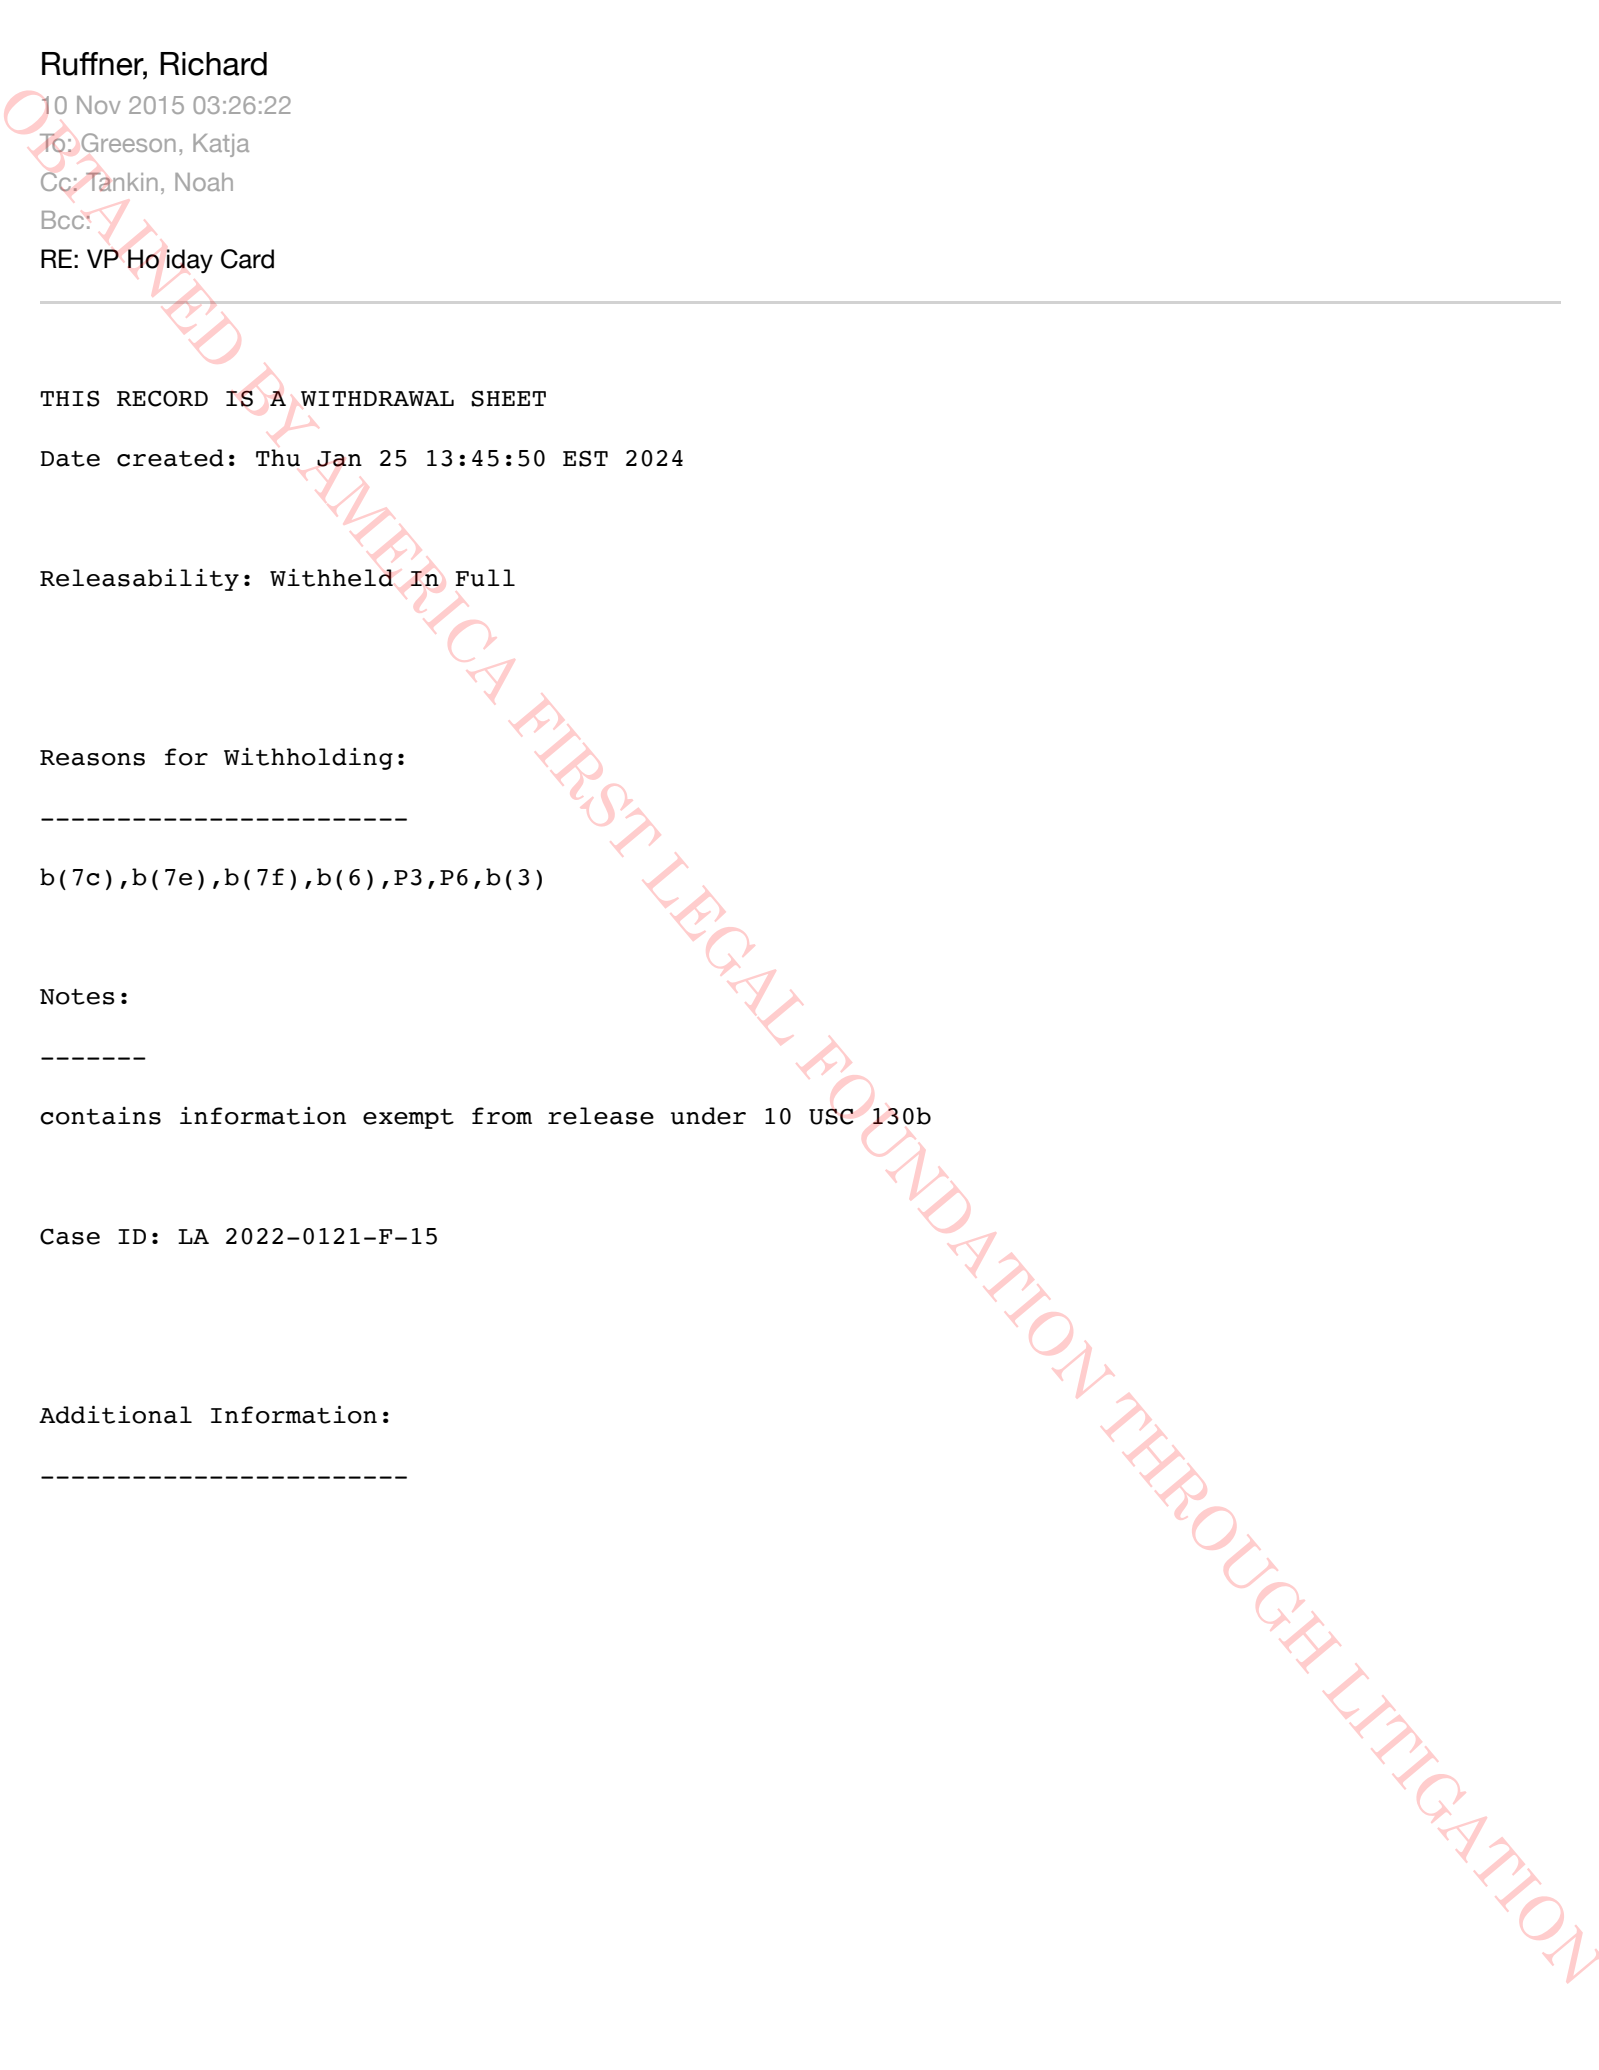 Ruffner, Richard
10 Nov 2015 03:26:22
To: Greeson, Katja
Cc: Tankin, Noah
Bcc:
RE: VP Ho iday Card
THIS RECORD IS A WITHDRAWAL SHEET
Date created: Thu Jan 25 13:45:50 EST 2024
Releasability: Withheld In Full
Reasons for Withholding:
------------------------
b(7c),b(7e),b(7f),b(6),P3,P6,b(3)
Notes:
-------
contains information exempt from release under 10 USC 130b
Case ID: LA 2022-0121-F-15
Additional Information:
------------------------
OBTAINED BY AMERICA FIRST LEGAL FOUNDATION THROUGH LITIGATION